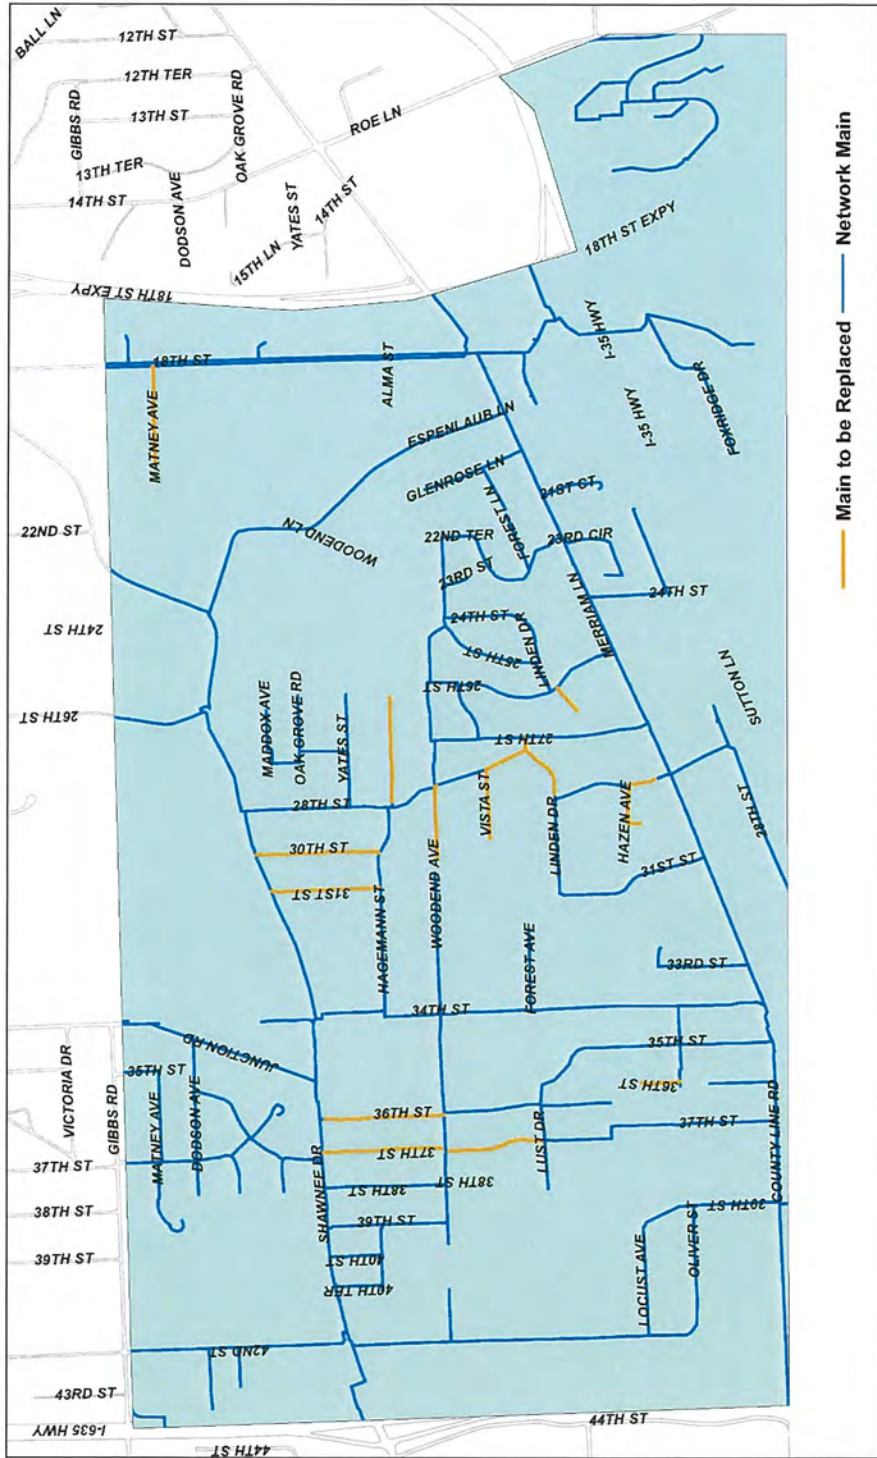 BALL LN
12TH ST
12TH TER
GIBBS RD
13TH ST
OAK GROVE RD
ROE LN
13TH TER
14TH ST
DODSON AVE
YATES ST
14TH ST
15TH LN
18TH ST EXPY
18TH ST EXPY
18TH ST
I-35 HWY
ALMA ST
MATNEY AVE
I-35 HWY
FOXRIDGE DR
ESPENLAUB LN
GLENROSE LN
22ND ST
WOODEND LN
FOREST LN
21ST CT
22ND TER
23RD CIR
23RD ST
24TH ST
24TH ST
24TH ST
LINDEN DR
MERRIAM LN
25TH ST
26TH ST
26TH ST
SUTTON LN
MADDOX AVE
OAK GROVE RD
YATES ST
27TH ST
28TH ST
VISTA ST
28TH ST
LINDEN DR
HAZEN AVE
30TH ST
31ST ST
31ST ST
HAGEMANN ST
WOODEND AVE
FOREST AVE
33RD ST
34TH ST
JUNCTION RD
35TH ST
VICTORIA DR
GIBBS RD
35TH ST
MATNEY AVE
DODSON AVE
36TH ST
36TH ST
37TH ST
37TH ST
LUST DR
37TH ST
COUNTY LINE RD
SHAWNEE DR
38TH ST
38TH ST
38TH ST
39TH ST
39TH ST
39TH ST
40TH ST
40TH TER
LOCUST AVE
OLIVER ST
42ND ST
43RD ST
I-635 HWY
44TH ST
44TH ST
Main to be Replaced
Network Main